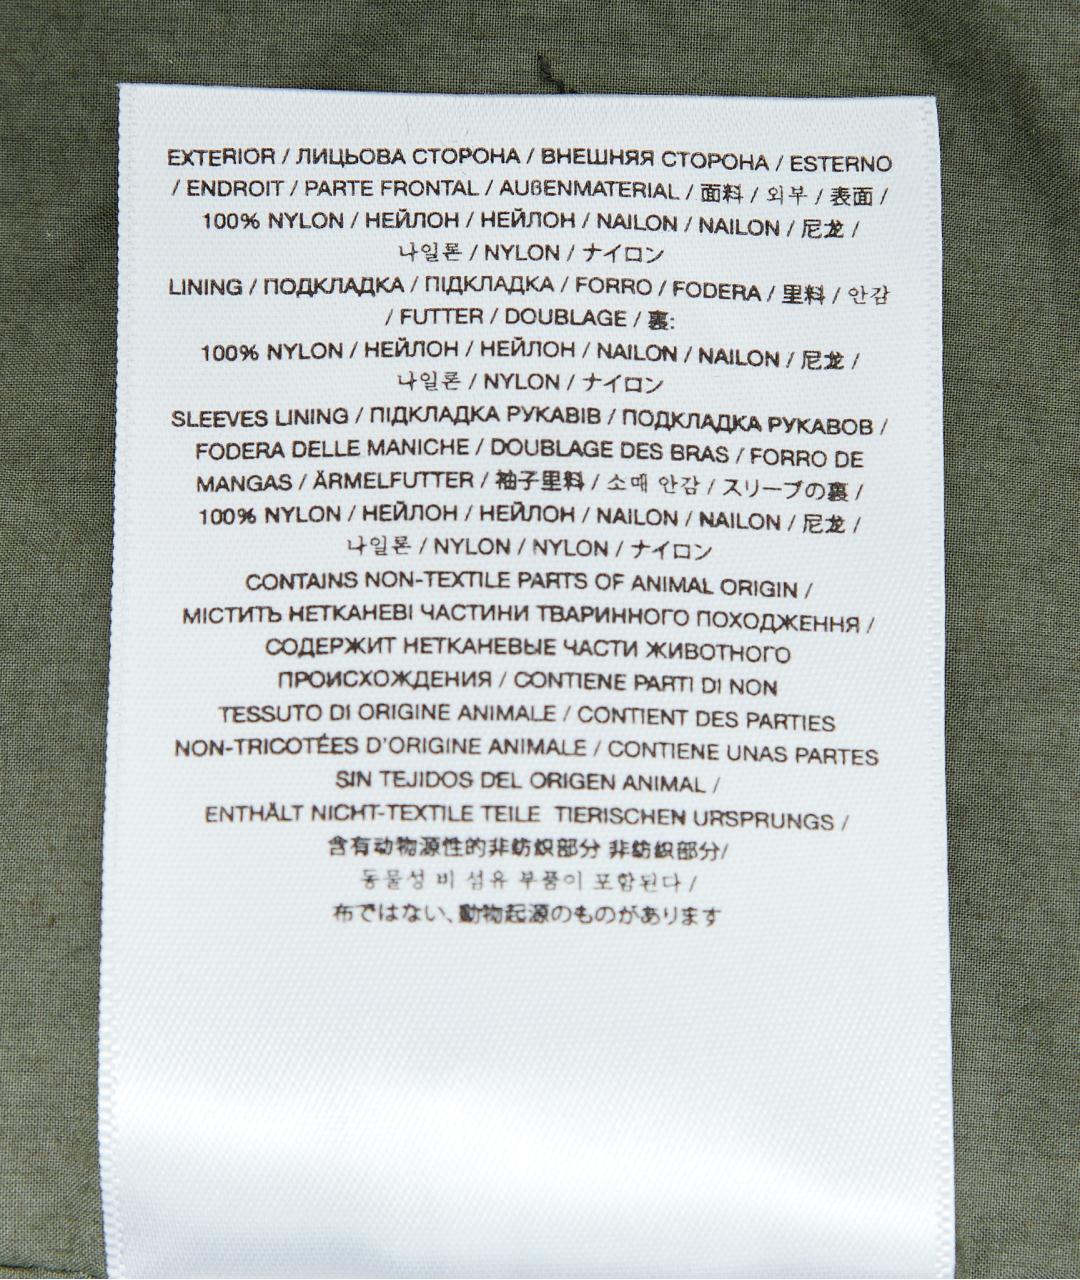 EXTERIOR / ЛИЦЬОВА СТОРОНА / ВНЕШНЯЯ СТОРОНА / ESTERNO
/ ENDROIT / PARTE FRONTAL / AUßENMATERIAL / 面料 / 외부 / 表面 /
100% NYLON / НЕЙЛОН / НЕЙЛОН / NAILON / NAILON / 尼龙 /
나일론 / NYLON / ナイロン
LINING / ПОДКЛАДКА / ПІДКЛАДКА / FORRO / FODERA / 里料 / 안감
/ FUTTER / DOUBLAGE / 裏:
100% NYLON / НЕЙЛОН / НЕЙЛОН / NAILON / NAILON / 尼龙 /
나일론 / NYLON / ナイロン
SLEEVES LINING / ПІДКЛАДКА РУКАВІВ / ПОДКЛАДКА РУКАВОВ /
FODERA DELLE MANICHE / DOUBLAGE DES BRAS / FORRO DE
MANGAS / ÄRMELFUTTER / 袖子里料 / 소매 안감 / スリーブの裏 /
100% NYLON / НЕЙЛОН / НЕЙЛОН / NAILON / NAILON / 尼龙 /
나일론 / NYLON / NYLON / ナイロン
CONTAINS NON-TEXTILE PARTS OF ANIMAL ORIGIN /
МІСТИТЬ НЕТКАНЕВІ ЧАСТИНИ ТВАРИННОГО ПОХОДЖЕННЯ /
СОДЕРЖИТ НЕТКАНЕВЫЕ ЧАСТИ ЖИВОТНОГО
ПРОИСХОЖДЕНИЯ / CONTIENE PARTI DI NON
TESSUTO DI ORIGINE ANIMALE / CONTIENT DES PARTIES
NON-TRICOTÉES D'ORIGINE ANIMALE / CONTIENE UNAS PARTES
SIN TEJIDOS DEL ORIGEN ANIMAL /
ENTHÄLT NICHT-TEXTILE TEILE TIERISCHEN URSPRUNGS /
含有动物源性的非纺织部分 非纺织部分/
동물성 비 섬유 부품이 포함된다 /
布ではない、動物起源のものがあります